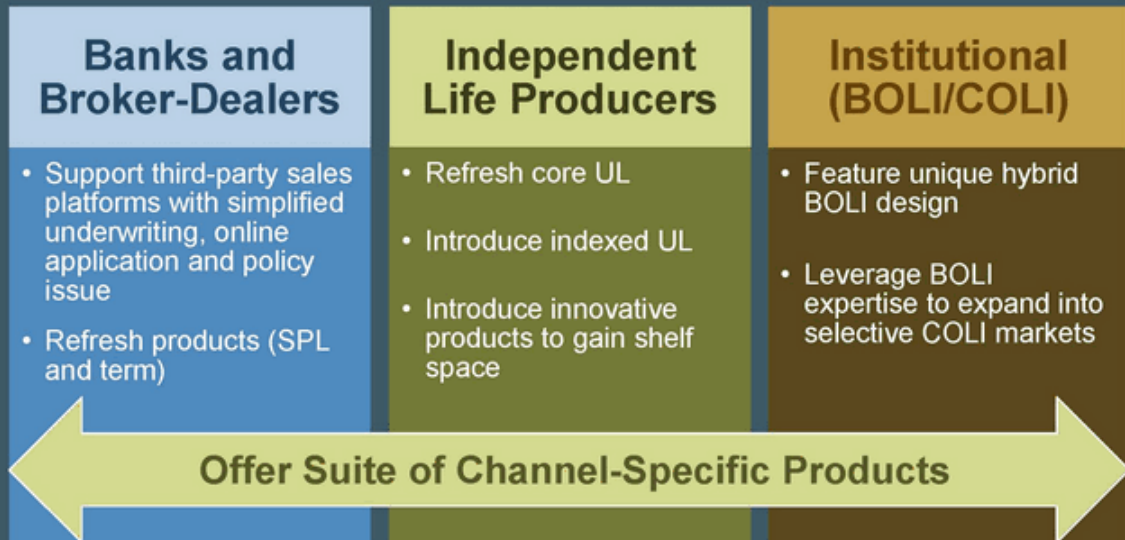 Banks and
Broker-Dealers
• Support third-party sales
platforms with simplified
underwriting, online
application and policy
issue
• Refresh products (SPL
and term)
Independent
Life Producers
• Refresh core UL
• Introduce indexed UL
• Introduce innovative
products to gain shelf
space
Institutional
(BOLI/COLI)
• Feature unique hybrid
BOLI design
• Leverage BOLI
expertise to expand into
selective COLI markets
Offer Suite of Channel-Specific Products